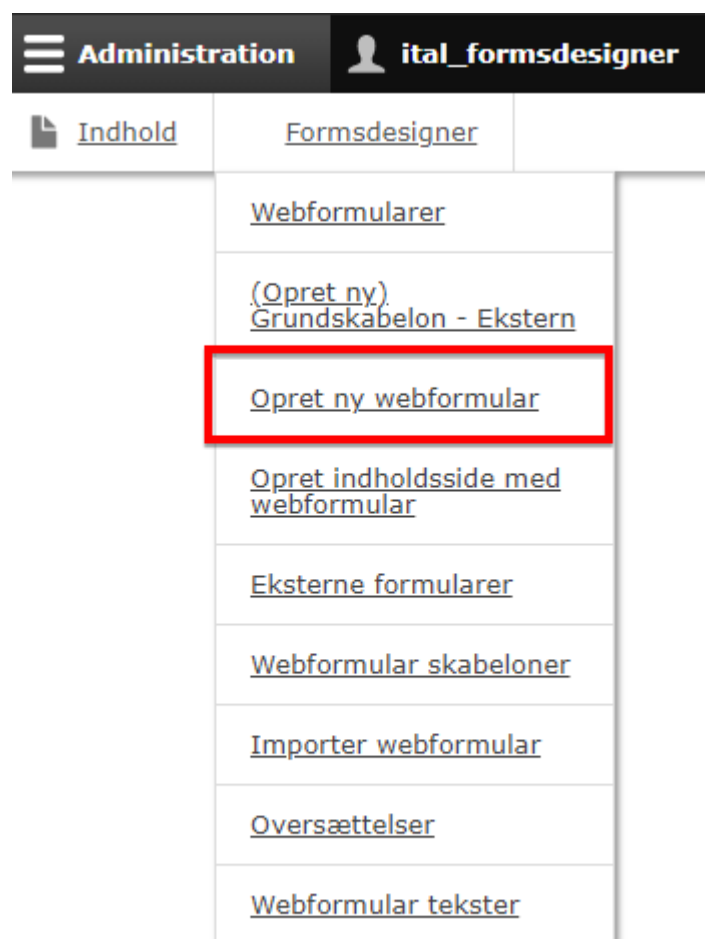 Administration ital_formsdesigner
Indhold Formsdesigner
Webformularer
(Opret ny)
Grundskabelon - Ekstern
Opret ny webformular
Opret indholdsside med
webformular
Eksterne formularer
Webformular skabeloner
Importer webformular
Oversættelser
Webformular tekster